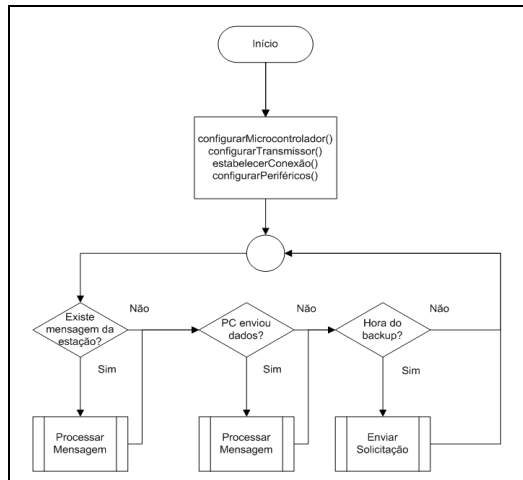 Início
configurarMicrocontrolador()
configurarTransmissor()
estabelecerConexão()
configurarPeriféricos()
Existe
mensagem da
estação?
Não
Sim
PC enviou
dados?
Não
Sim
Hora do
backup?
Não
Sim
Processar
Mensagem
Processar
Mensagem
Enviar
Solicitação